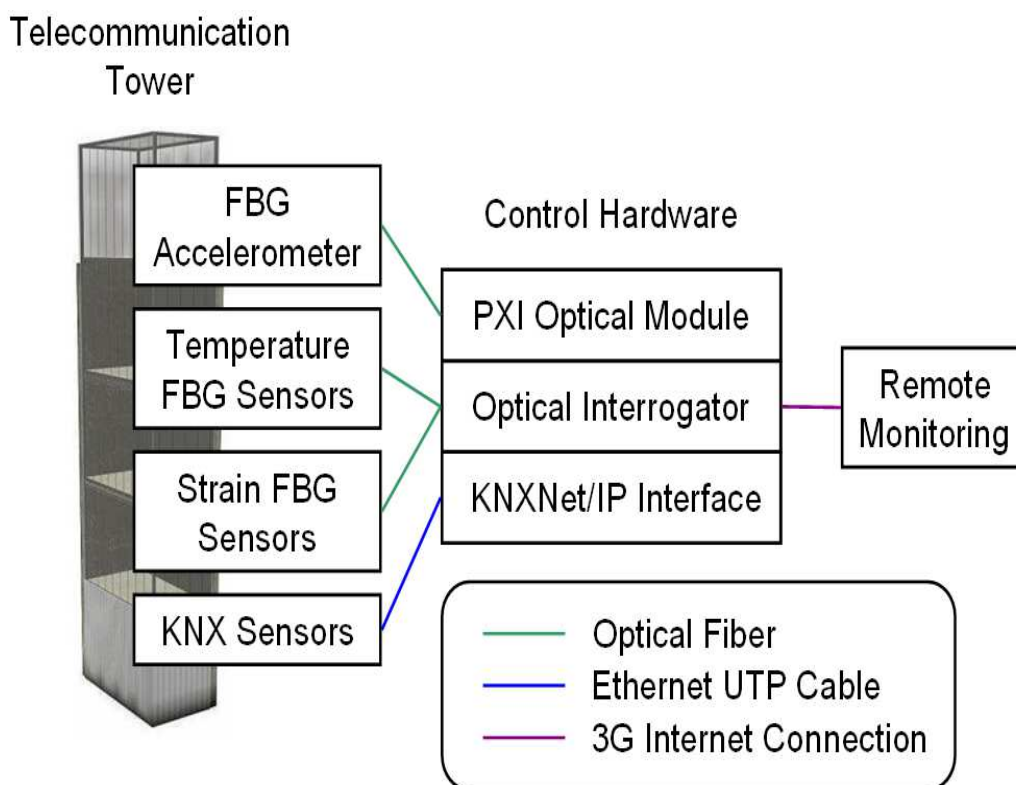 Telecommunication
Tower
FBG
Accelerometer
Temperature
FBG Sensors
Strain FBG
Sensors
KNX Sensors
Control Hardware
PXI Optical Module
Optical Interrogator
KNXNet/IP Interface
Remote
Monitoring
Optical Fiber
Ethernet UTP Cable
3G Internet Connection